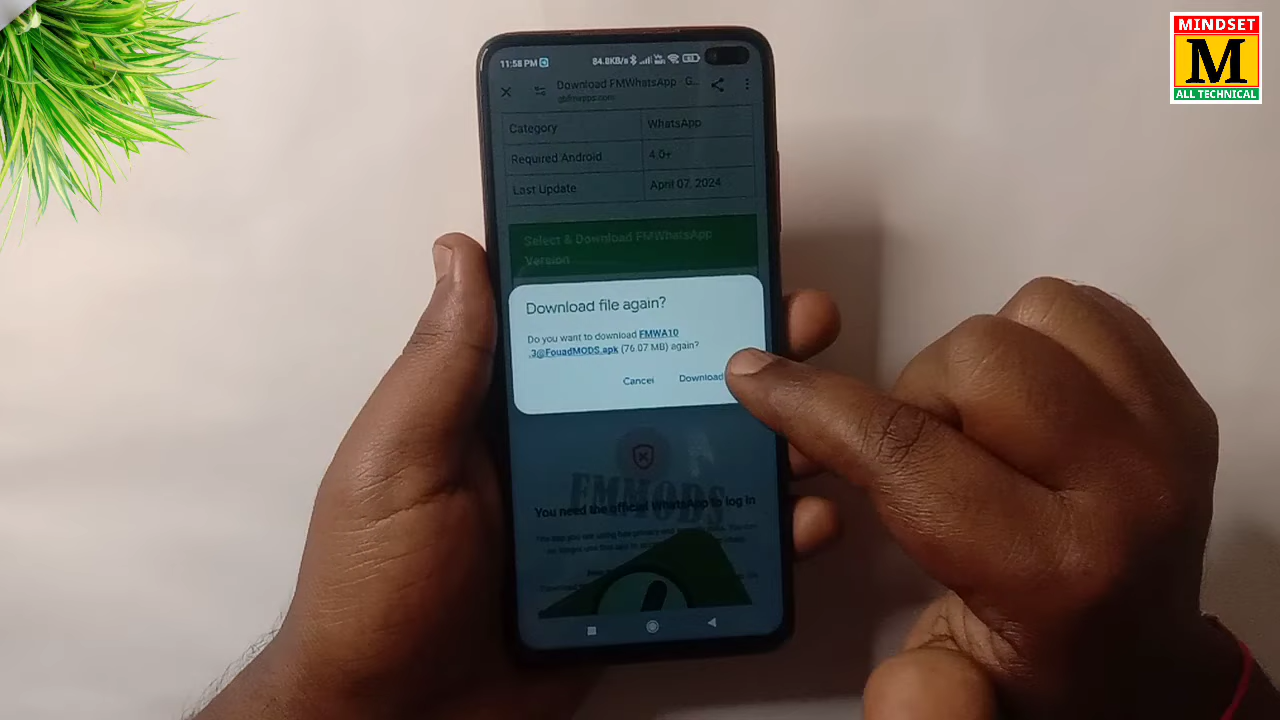 MINDSET
M
ALL TECHNICAL
11:58 PM
84.8KB/s
Download FMWhatsApp - G...
Category WhatsApp
Required Android 4.0+
Last Update April 07, 2024
Select & Download FMWhatsApp
Version
Download file again?
Do you want to download FMWA10
.J@FouadMODS.apk (76.07 MB) again?
Cancel Download
FMMODS
You need the official WhatsApp to log in